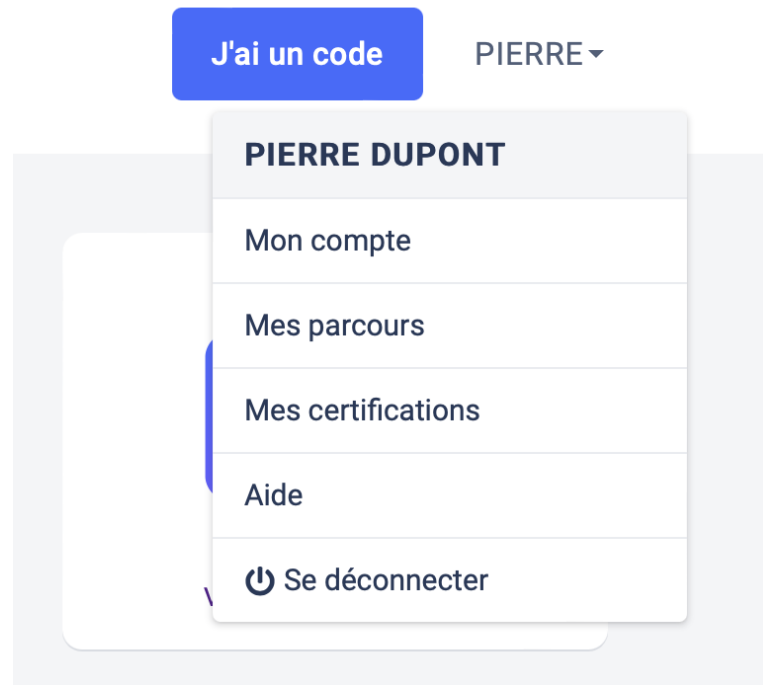 J'ai un code
PIERRE
PIERRE DUPONT
Mon compte
Mes parcours
Mes certifications
Aide
Se déconnecter